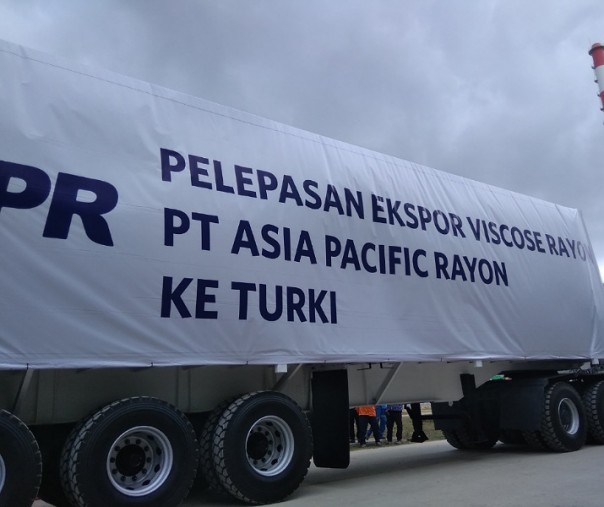 PR
PELEPASAN EKSPOR VISCOSE RAYO
PT ASIA PACIFIC RAYON
KE TURKI